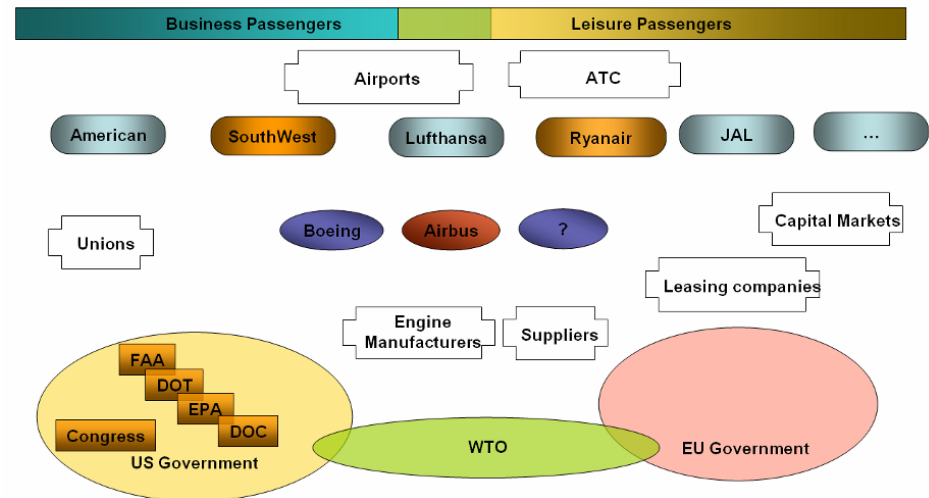 Business Passengers
Leisure Passengers
Airports
ATC
American
SouthWest
Lufthansa
Ryanair
JAL
...
Unions
Boeing
Airbus
?
Capital Markets
Leasing companies
Engine
Manufacturers
Suppliers
FAA
DOT
EPA
DOC
Congress
US Government
WTO
EU Government